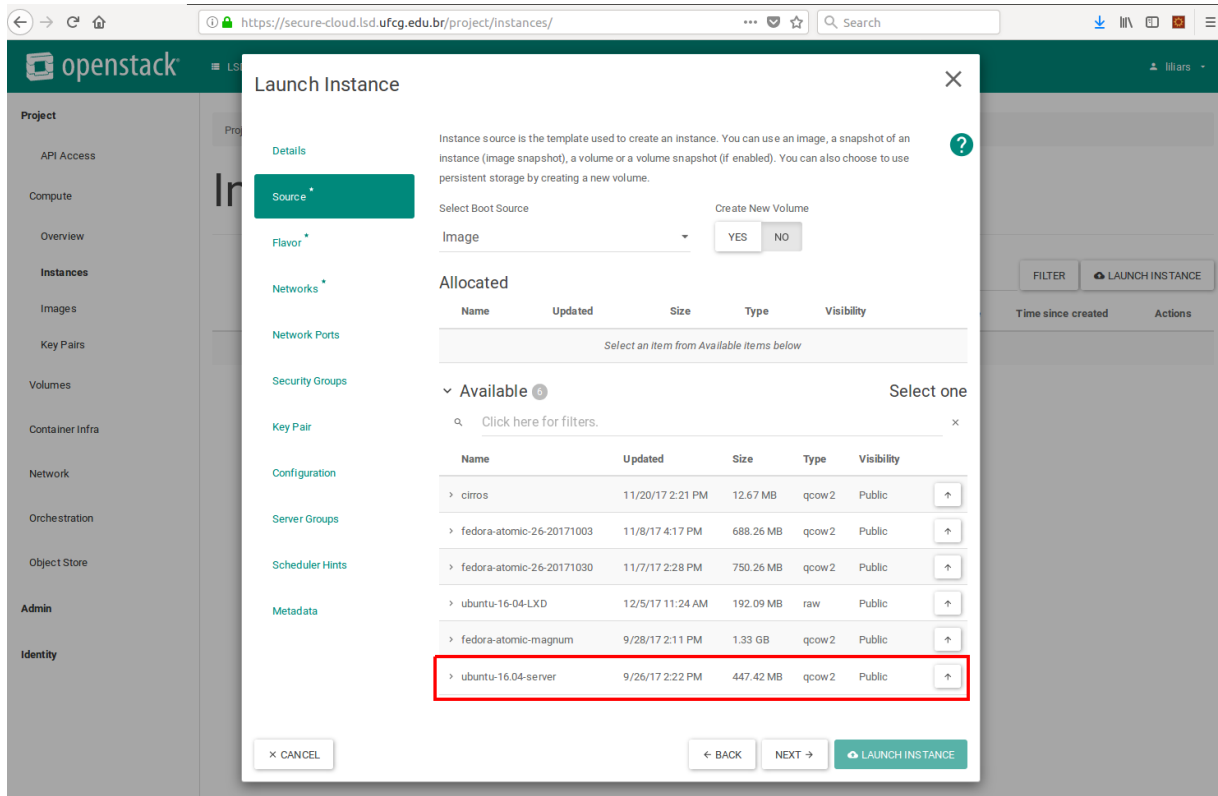 https://secure-cloud.lsd.ufcg.edu.br/project/instances/
Search
openstack
LSD
liliars
Project
API Access
Compute
Overview
Instances
Images
Key Pairs
Volumes
Container Infra
Network
Orchestration
Object Store
Admin
Identity
Proj
In
FILTER
LAUNCH INSTANCE
Time since created Actions
Launch Instance
Details
Source *
Flavor *
Networks *
Network Ports
Security Groups
Key Pair
Configuration
Server Groups
Scheduler Hints
Metadata
Instance source is the template used to create an instance. You can use an image, a snapshot of an
instance (image snapshot), a volume or a volume snapshot (if enabled). You can also choose to use
persistent storage by creating a new volume.
?
Select Boot Source Create New Volume
Image YES NO
Allocated
Name Updated Size Type Visibility
Select an item from Available items below
Available 6 Select one
Click here for filters.
Name Updated Size Type Visibility
cirros 11/20/17 2:21 PM 12.67 MB qcow2 Public
fedora-atomic-26-20171003 11/8/17 4:17 PM 688.26 MB qcow2 Public
fedora-atomic-26-20171030 11/7/17 2:28 PM 750.26 MB qcow2 Public
ubuntu-16-04-LXD 12/5/17 11:24 AM 192.09 MB raw Public
fedora-atomic-magnum 9/28/17 2:11 PM 1.33 GB qcow2 Public
ubuntu-16.04-server 9/26/17 2:22 PM 447.42 MB qcow2 Public
× CANCEL
← BACK NEXT → LAUNCH INSTANCE